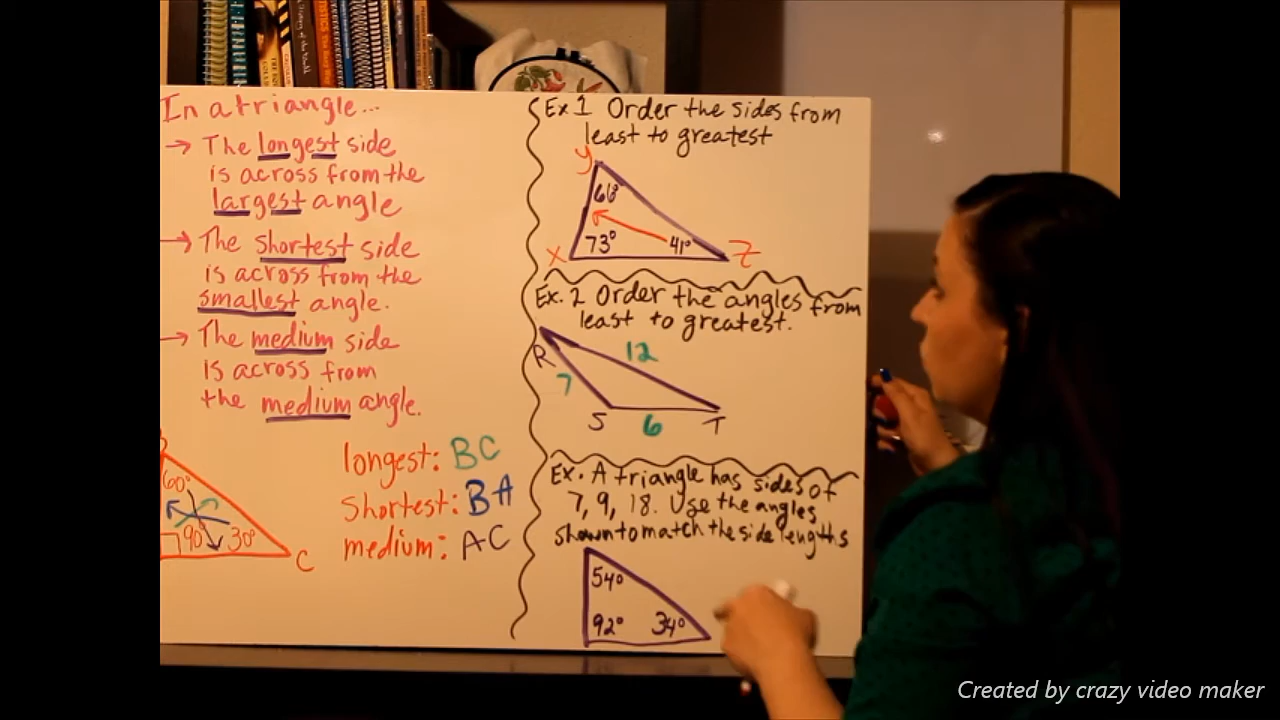 In a triangle...
→ The longest side
is across from the
largest angle
→ The shortest side
is across from the
smallest angle.
→ The medium side
is across from
the medium angle.
60°
90°
30°
C
longest: BC
shortest: BA
medium: AC
Ex 1 Order the sides from
least to greatest
y
66°
X
73°
41°
Z
Ex. 2 Order the angles from
least to greatest.
R
12
7
S
6
T
Ex. A triangle has sides of
7, 9, 18. Use the angles
shown to match the side lengths
54°
92°
34°
Created by crazy video maker